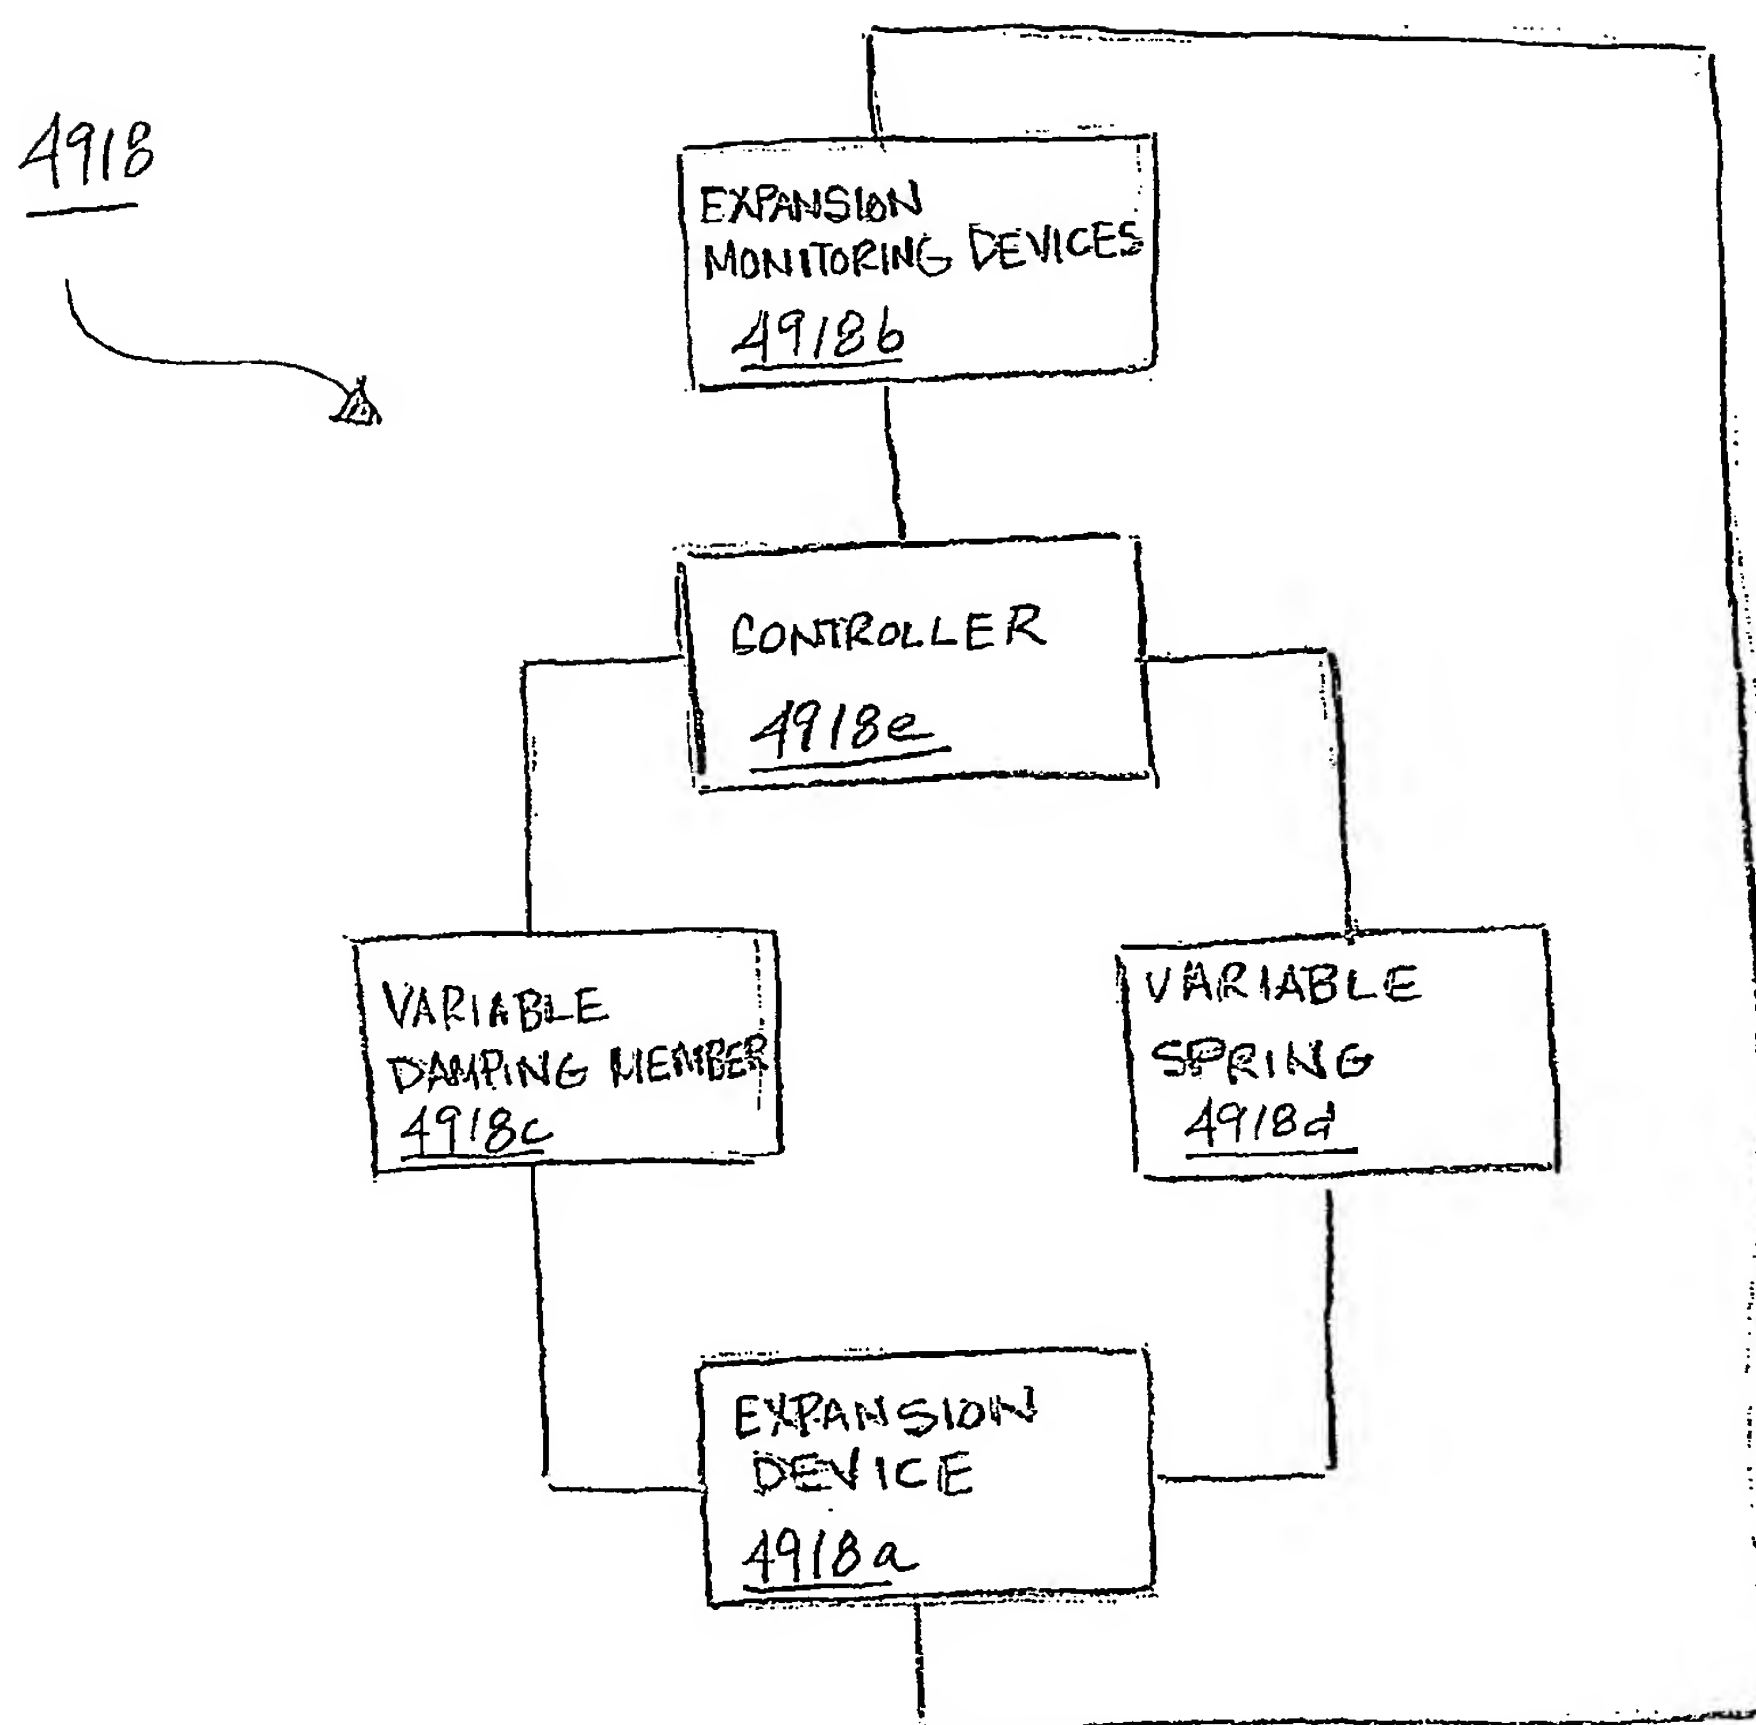 4918
EXPANSION
MONITORING DEVICES
4918b
CONTROLLER
4918e
VARIABLE
DAMPING MEMBER
4918c
VARIABLE
SPRING
4918d
EXPANSION
DEVICE
4918a